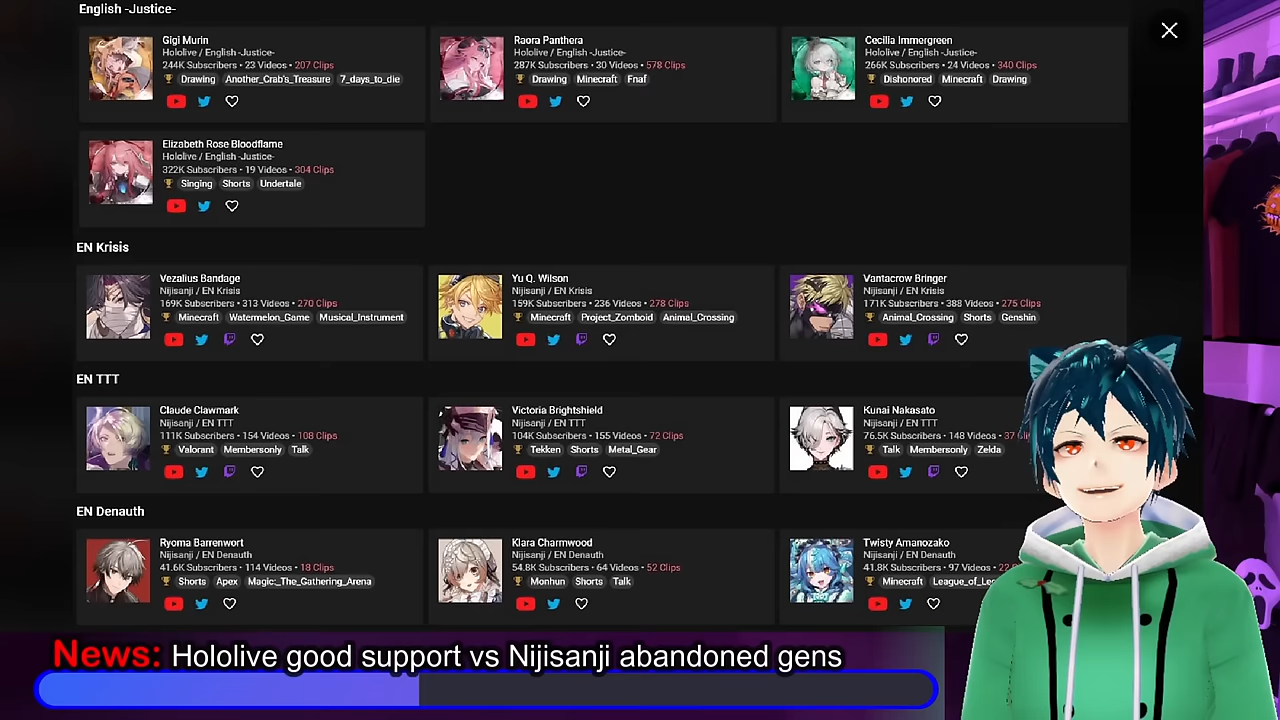 English -Justice-
Gigi Murin
Hololive / English -Justice-
244K Subscribers • 23 Videos • 207 Clips
Drawing Another_Crab's_Treasure 7_days_to_die
Raora Panthera
Hololive / English -Justice-
287K Subscribers • 30 Videos • 578 Clips
Drawing Minecraft Fnaf
Cecilia Immergreen
Hololive / English -Justice-
266K Subscribers • 24 Videos • 340 Clips
Dishonored Minecraft Drawing
Elizabeth Rose Bloodflame
Hololive / English -Justice-
322K Subscribers • 19 Videos • 304 Clips
Singing Shorts Undertale
EN Krisis
Vezalius Bandage
Nijisanji / EN Krisis
169K Subscribers • 313 Videos • 270 Clips
Minecraft Watermelon_Game Musical_Instrument
Yu Q. Wilson
Nijisanji / EN Krisis
159K Subscribers • 236 Videos • 278 Clips
Minecraft Project_Zomboid Animal_Crossing
Vantacrow Bringer
Nijisanji / EN Krisis
171K Subscribers • 388 Videos • 275 Clips
Animal_Crossing Shorts Genshin
EN TTT
Claude Clawmark
Nijisanji / EN TTT
111K Subscribers • 154 Videos • 108 Clips
Valorant Membersonly Talk
Victoria Brightshield
Nijisanji / EN TTT
104K Subscribers • 155 Videos • 72 Clips
Tekken Shorts Metal_Gear
Kunai Nakasato
Nijisanji / EN TTT
76.5K Subscribers • 148 Videos • 37
Talk Membersonly Zelda
EN Denauth
Ryoma Barrenwort
Nijisanji / EN Denauth
41.6K Subscribers • 114 Videos • 18 Clips
Shorts Apex Magic:_The_Gathering_Arena
Klara Charmwood
Nijisanji / EN Denauth
54.8K Subscribers • 64 Videos • 52 Clips
Monhun Shorts Talk
Twisty Amanozako
Nijisanji / EN Denauth
41.8K Subscribers • 97 Videos •
Minecraft
News: Hololive good support vs Nijisanji abandoned gens